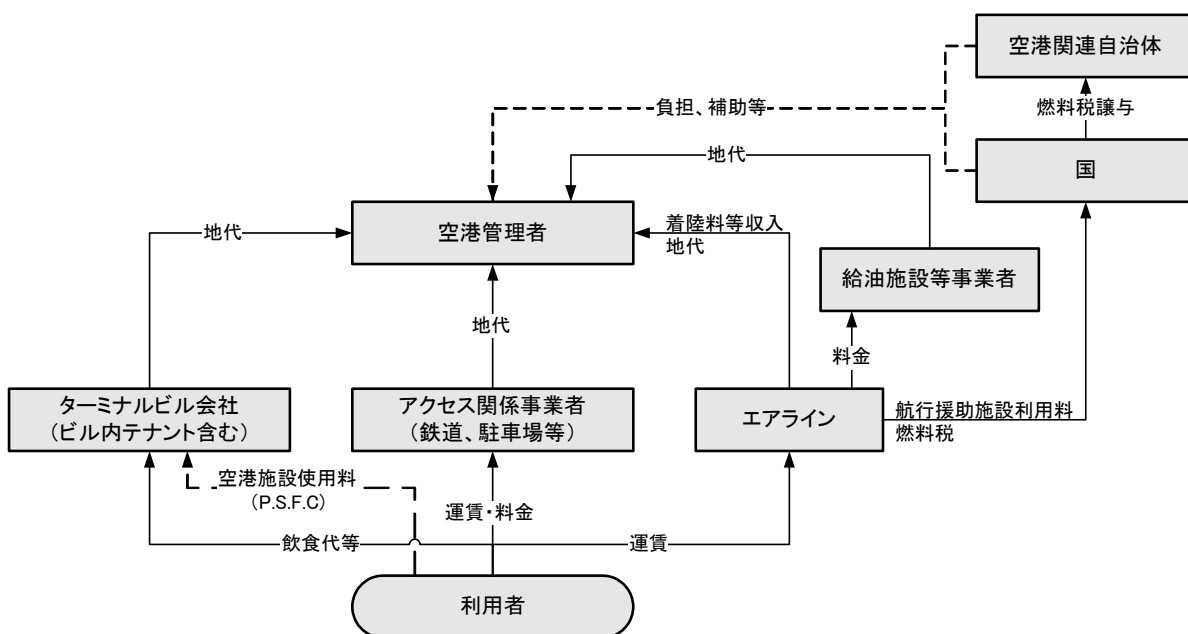 空港関連自治体
負担、補助等
燃料税譲与
地代
国
地代
空港管理者
着陸料等収入
地代
給油施設等事業者
地代
料金
ターミナルビル会社
（ビル内テナント含む）
アクセス関係事業者
（鉄道、駐車場等）
エアライン
航行援助施設利用料
燃料税
空港施設使用料
(P.S.F.C)
運賃・料金
飲食代等
運賃
利用者